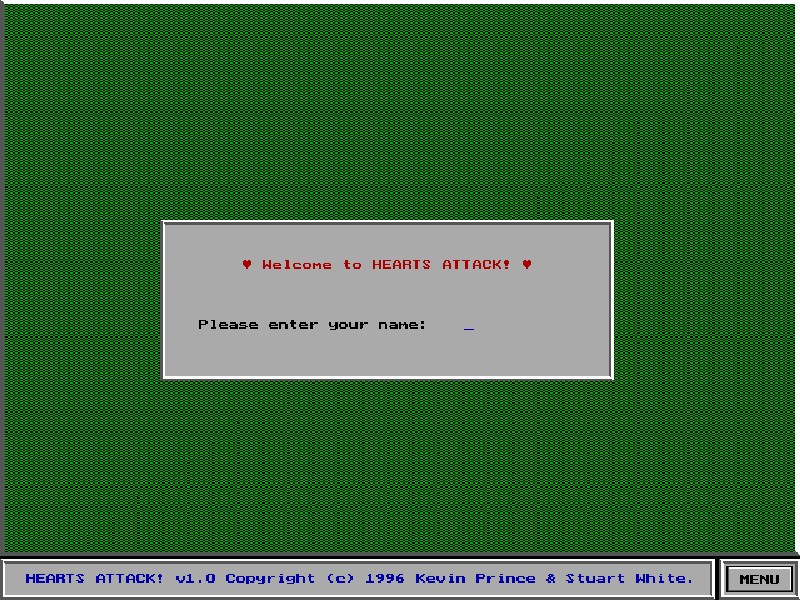 ♥ Welcome to HEARTS ATTACK! ♥
Please enter your name: _
HEARTS ATTACK! v1.0 Copyright (c) 1996 Kevin Prince & Stuart White.
MENU